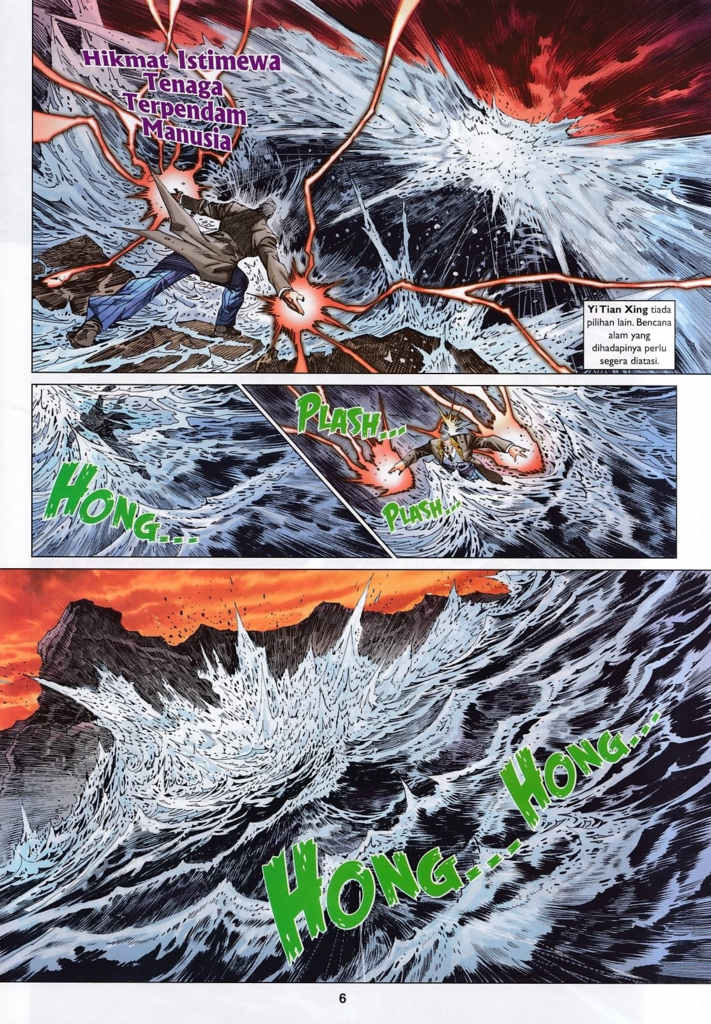 Hikmat Istimewa
Tenaga
Terpendam
Manusia
Yi Tian Xing tiada
pilihan lain. Bencana
alam yang
dihadapinya perlu
segera diatasi.
HONG...
PLASH...
PLASH...
HONG...
HONG...
6